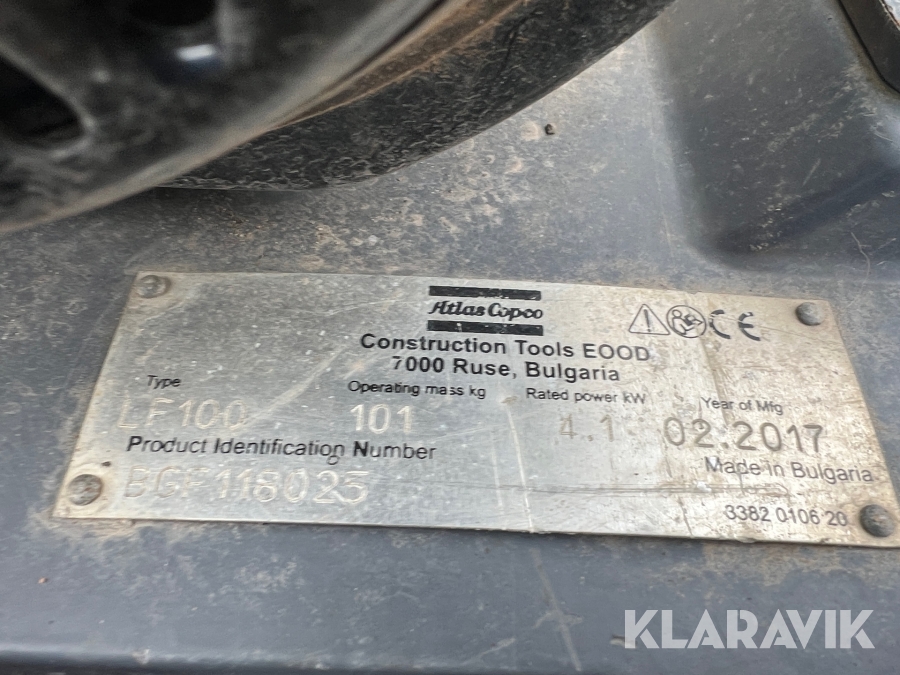 Atlas Copco
Construction Tools EOOD
7000 Ruse, Bulgaria
Type Operating mass kg Rated power kW Year of Mfg
LF100 101 4.1 02.2017
Product Identification Number
Made in Bulgaria
BGF118025
3382 0106 20
KLARAVIK